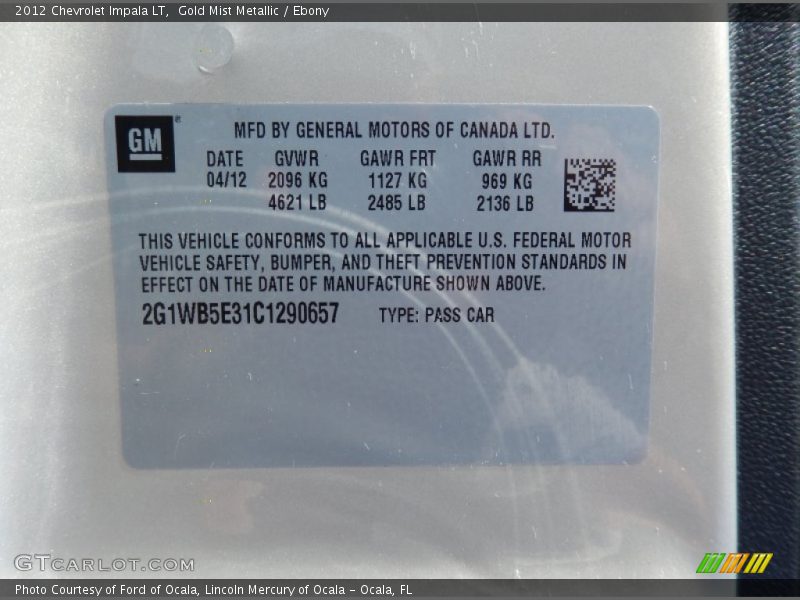 2012 Chevrolet Impala LT,  Gold Mist Metallic / Ebony
GM®
MFD BY GENERAL MOTORS OF CANADA LTD.
DATE GVWR GAWR FRT GAWR RR
04/12 2096 KG 1127 KG 969 KG
4621 LB 2485 LB 2136 LB
THIS VEHICLE CONFORMS TO ALL APPLICABLE U.S. FEDERAL MOTOR
VEHICLE SAFETY, BUMPER, AND THEFT PREVENTION STANDARDS IN
EFFECT ON THE DATE OF MANUFACTURE SHOWN ABOVE.
2G1WB5E31C1290657 TYPE: PASS CAR
GTCARLOT.COM
Photo Courtesy of Ford of Ocala, Lincoln Mercury of Ocala – Ocala, FL